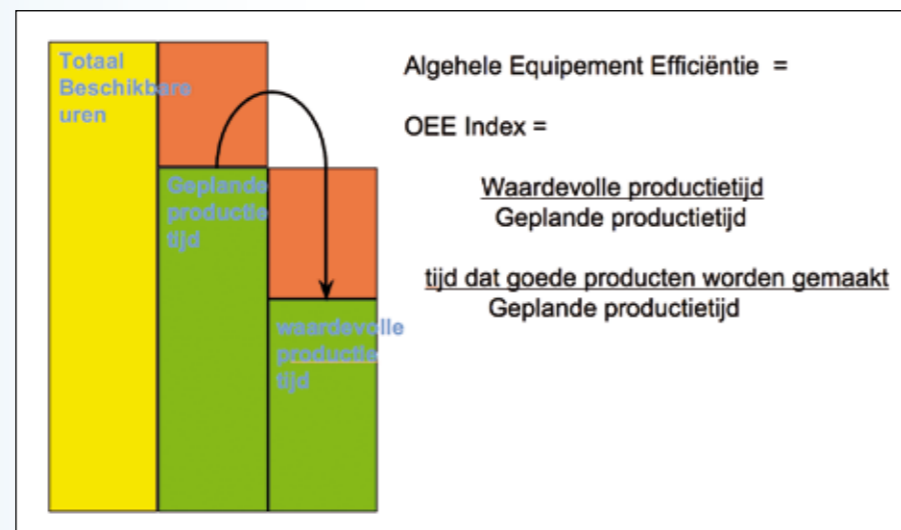 Totaal
Beschikbare
uren
Geplande
productie
tijd
waardevolle
productie
tijd
Algehele Equipement Efficiëntie =
OEE Index =
Waardevolle productietijd
Geplande productietijd
tijd dat goede producten worden gemaakt
Geplande productietijd